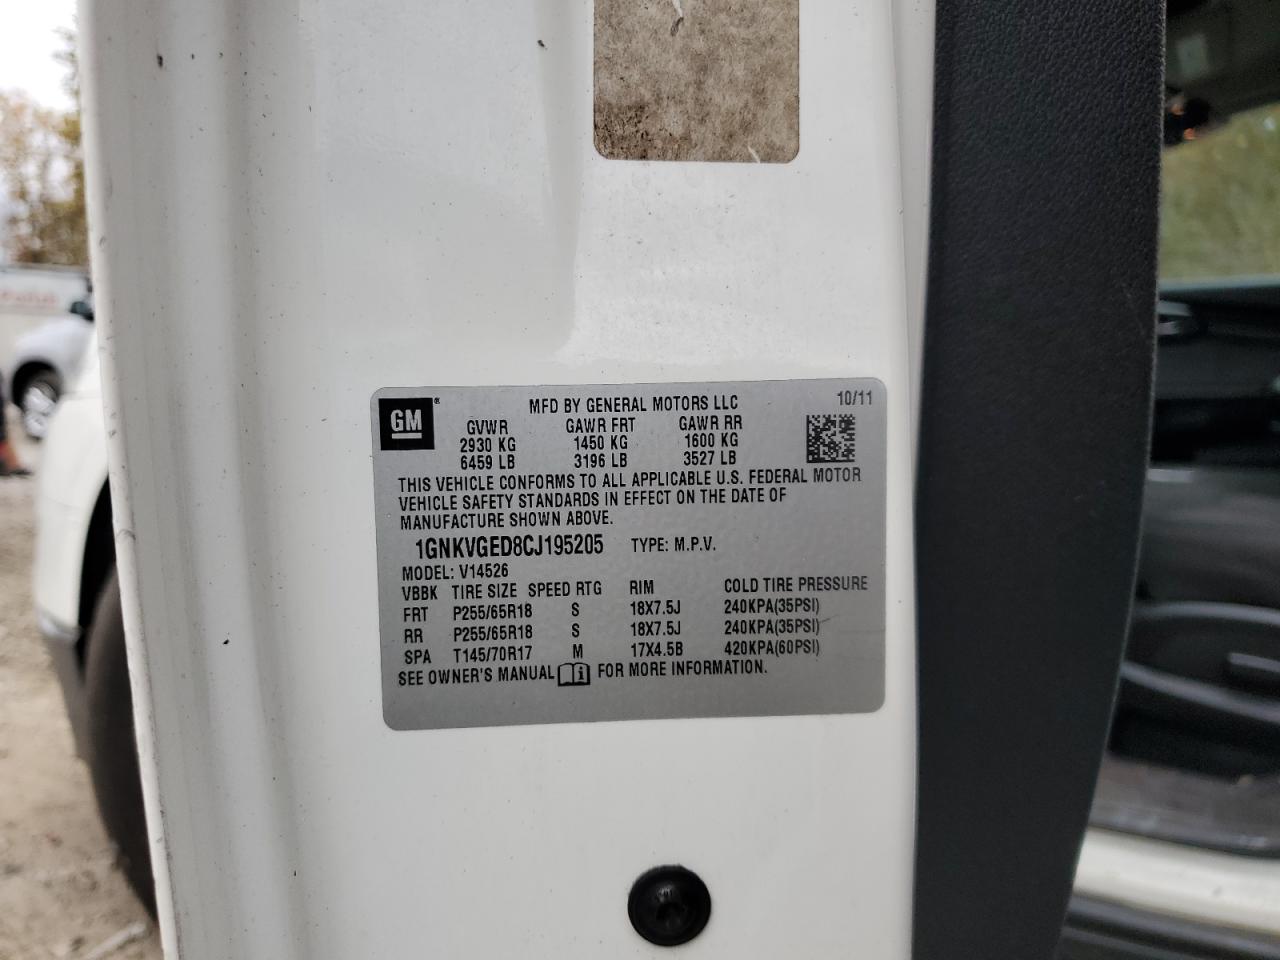 GM
MFD BY GENERAL MOTORS LLC 10/11
GVWR GAWR FRT GAWR RR
2930 KG 1450 KG 1600 KG
6459 LB 3196 LB 3527 LB
THIS VEHICLE CONFORMS TO ALL APPLICABLE U.S. FEDERAL MOTOR
VEHICLE SAFETY STANDARDS IN EFFECT ON THE DATE OF
MANUFACTURE SHOWN ABOVE.
1GNKVGED8CJ195205 TYPE: M.P.V.
MODEL: V14526
VBBK TIRE SIZE SPEED RTG RIM COLD TIRE PRESSURE
FRT P255/65R18 S 18X7.5J 240KPA(35PSI)
RR P255/65R18 S 18X7.5J 240KPA(35PSI)
SPA T145/70R17 M 17X4.5B 420KPA(60PSI)
SEE OWNER'S MANUAL i FOR MORE INFORMATION.